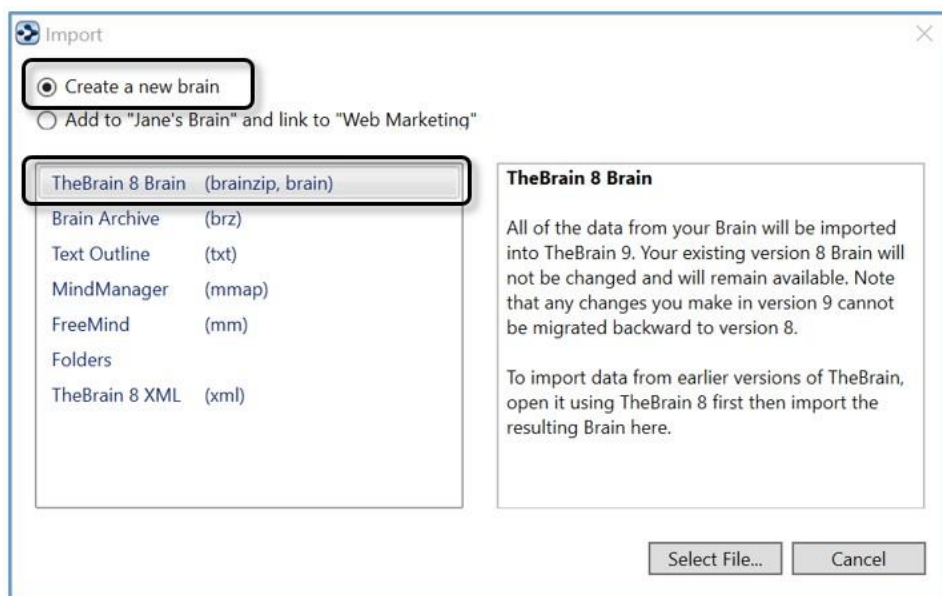 Import
Create a new brain
Add to "Jane's Brain" and link to "Web Marketing"
TheBrain 8 Brain (brainzip, brain)
Brain Archive (brz)
Text Outline (txt)
MindManager (mmap)
FreeMind (mm)
Folders
TheBrain 8 XML (xml)
TheBrain 8 Brain
All of the data from your Brain will be imported
into TheBrain 9. Your existing version 8 Brain will
not be changed and will remain available. Note
that any changes you make in version 9 cannot
be migrated backward to version 8.
To import data from earlier versions of TheBrain,
open it using TheBrain 8 first then import the
resulting Brain here.
Select File...
Cancel